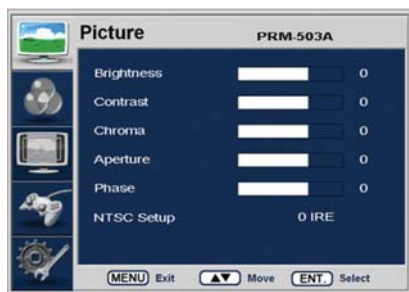 Picture PRM-503A
Brightness 0
Contrast 0
Chroma 0
Aperture 0
Phase 0
NTSC Setup 0 IRE
MENU Exit ▲▼ Move ENT. Select